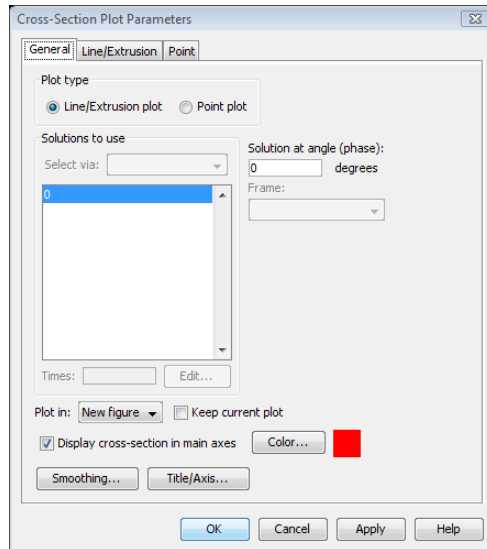 Cross-Section Plot Parameters
General Line/Extrusion Point
Plot type
Line/Extrusion plot Point plot
Solutions to use
Select via:
0
Times: Edit...
Solution at angle (phase):
0 degrees
Frame:
Plot in: New figure Keep current plot
Display cross-section in main axes Color...
Smoothing... Title/Axis...
OK Cancel Apply Help